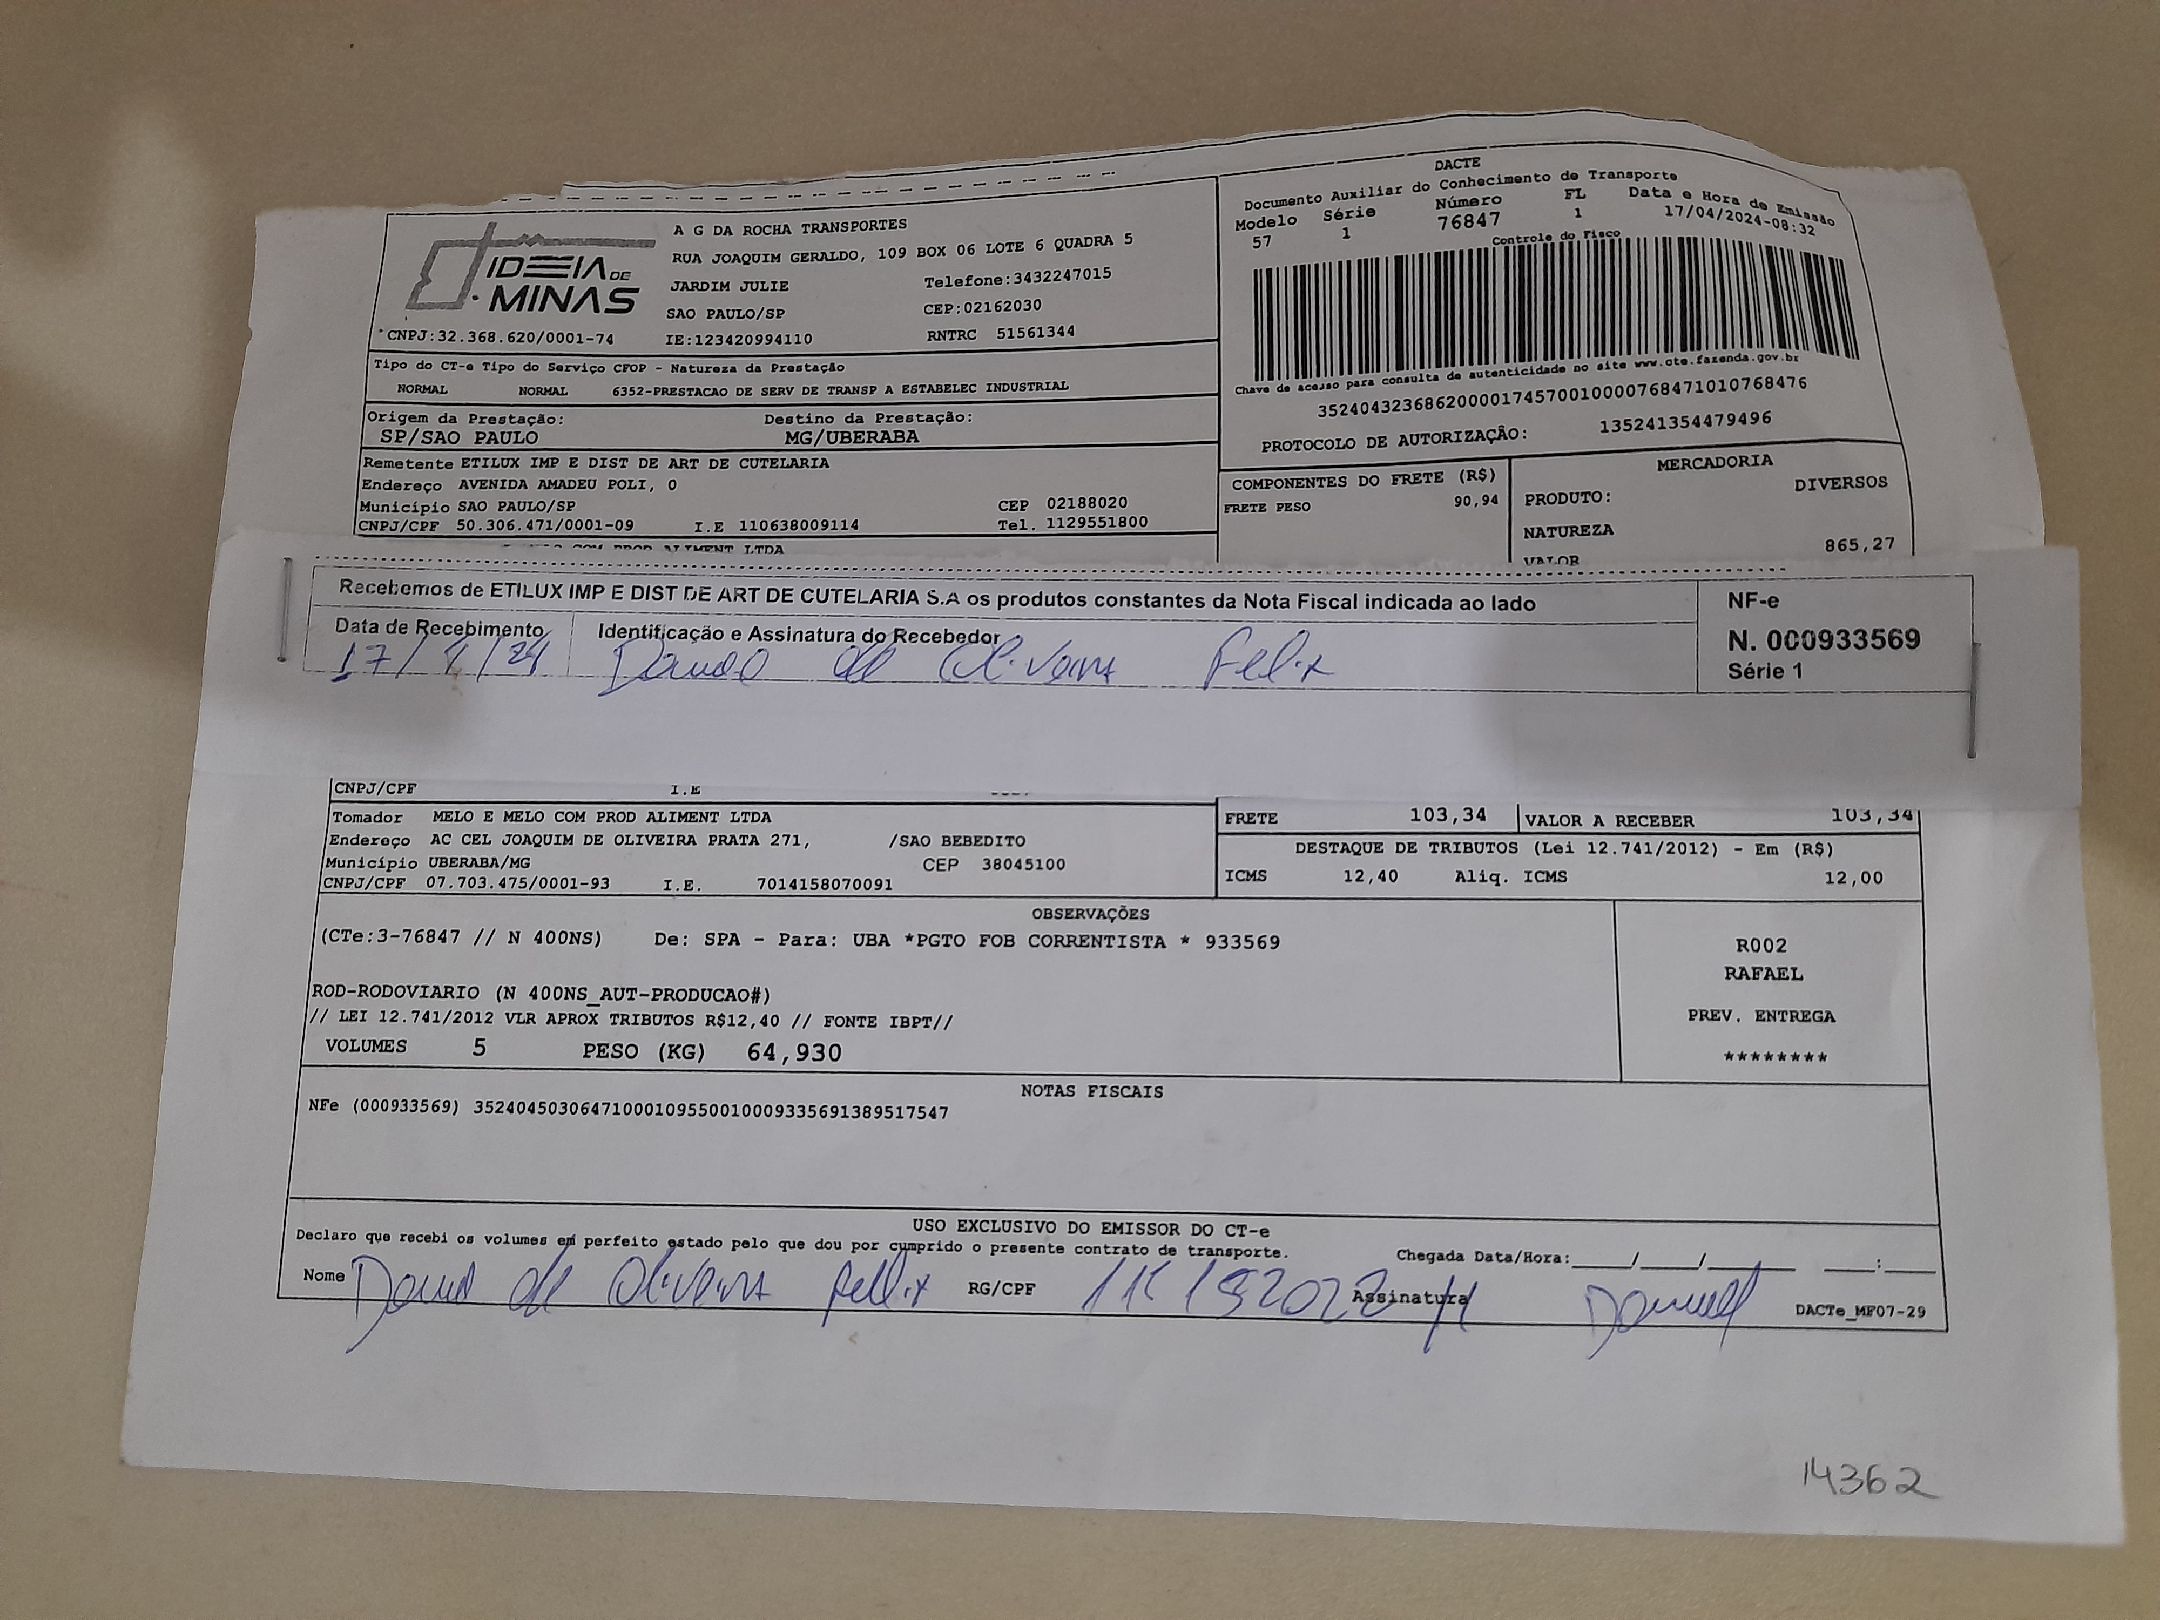 DACTE
Documento Auxiliar do Conhecimento de Transporte
Modelo Série Número FL Data e Hora de Emissão
57 1 76847 1 17/04/2024-08:32
Controle do Fisco
IDEIA DE MINAS
A G DA ROCHA TRANSPORTES
RUA JOAQUIM GERALDO, 109 BOX 06 LOTE 6 QUADRA 5
JARDIM JULIE Telefone:3432247015
SAO PAULO/SP CEP:02162030
CNPJ:32.368.620/0001-74 IE:123420994110 RNTRC 51561344
Tipo do CT-e Tipo do Serviço CFOP - Natureza da Prestação
NORMAL NORMAL 6352-PRESTACAO DE SERV DE TRANSP A ESTABELEC INDUSTRIAL
Chave de acesso para consulta de autenticidade no site www.cte.fazenda.gov.br
35240432368620000174570010000768471010768476
PROTOCOLO DE AUTORIZAÇÃO: 135241354479496
Origem da Prestação: Destino da Prestação:
SP/SAO PAULO MG/UBERABA
Remetente ETILUX IMP E DIST DE ART DE CUTELARIA
Endereço AVENIDA AMADEU POLI, 0
Município SAO PAULO/SP CEP 02188020
CNPJ/CPF 50.306.471/0001-09 I.E 110638009114 Tel. 1129551800
COM PROD ALIMENT LTDA
COMPONENTES DO FRETE (R$)
FRETE PESO 90,94
MERCADORIA
PRODUTO: DIVERSOS
NATUREZA
VALOR 865,27
Recebemos de ETILUX IMP E DIST DE ART DE CUTELARIA S.A os produtos constantes da Nota Fiscal indicada ao lado
Data de Recebimento Identificação e Assinatura do Recebedor
17/4/24 de Oliveira Felix
NF-e
N. 000933569
Série 1
CNPJ/CPF I.E
Tomador MELO E MELO COM PROD ALIMENT LTDA
Endereço AC CEL JOAQUIM DE OLIVEIRA PRATA 271, /SAO BEBEDITO
Município UBERABA/MG CEP 38045100
CNPJ/CPF 07.703.475/0001-93 I.E. 7014158070091
FRETE 103,34 VALOR A RECEBER 103,34
DESTAQUE DE TRIBUTOS (Lei 12.741/2012) - Em (R$)
ICMS 12,40 Aliq. ICMS 12,00
OBSERVAÇÕES
(CTe:3-76847 // N 400NS) De: SPA - Para: UBA *PGTO FOB CORRENTISTA * 933569
ROD-RODOVIARIO (N 400NS_AUT-PRODUCAO#)
// LEI 12.741/2012 VLR APROX TRIBUTOS R$12,40 // FONTE IBPT//
VOLUMES 5 PESO (KG) 64,930
R002
RAFAEL
PREV. ENTREGA
********
NOTAS FISCAIS
NFe (000933569) 35240450306471000109550010009335691389517547
USO EXCLUSIVO DO EMISSOR DO CT-e
Declaro que recebi os volumes em perfeito estado pelo que dou por cumprido o presente contrato de transporte.
Chegada Data/Hora:____/____/______ ____:____
Nome de Oliveira Felix RG/CPF Assinatura DACTe_MF07-29
14362